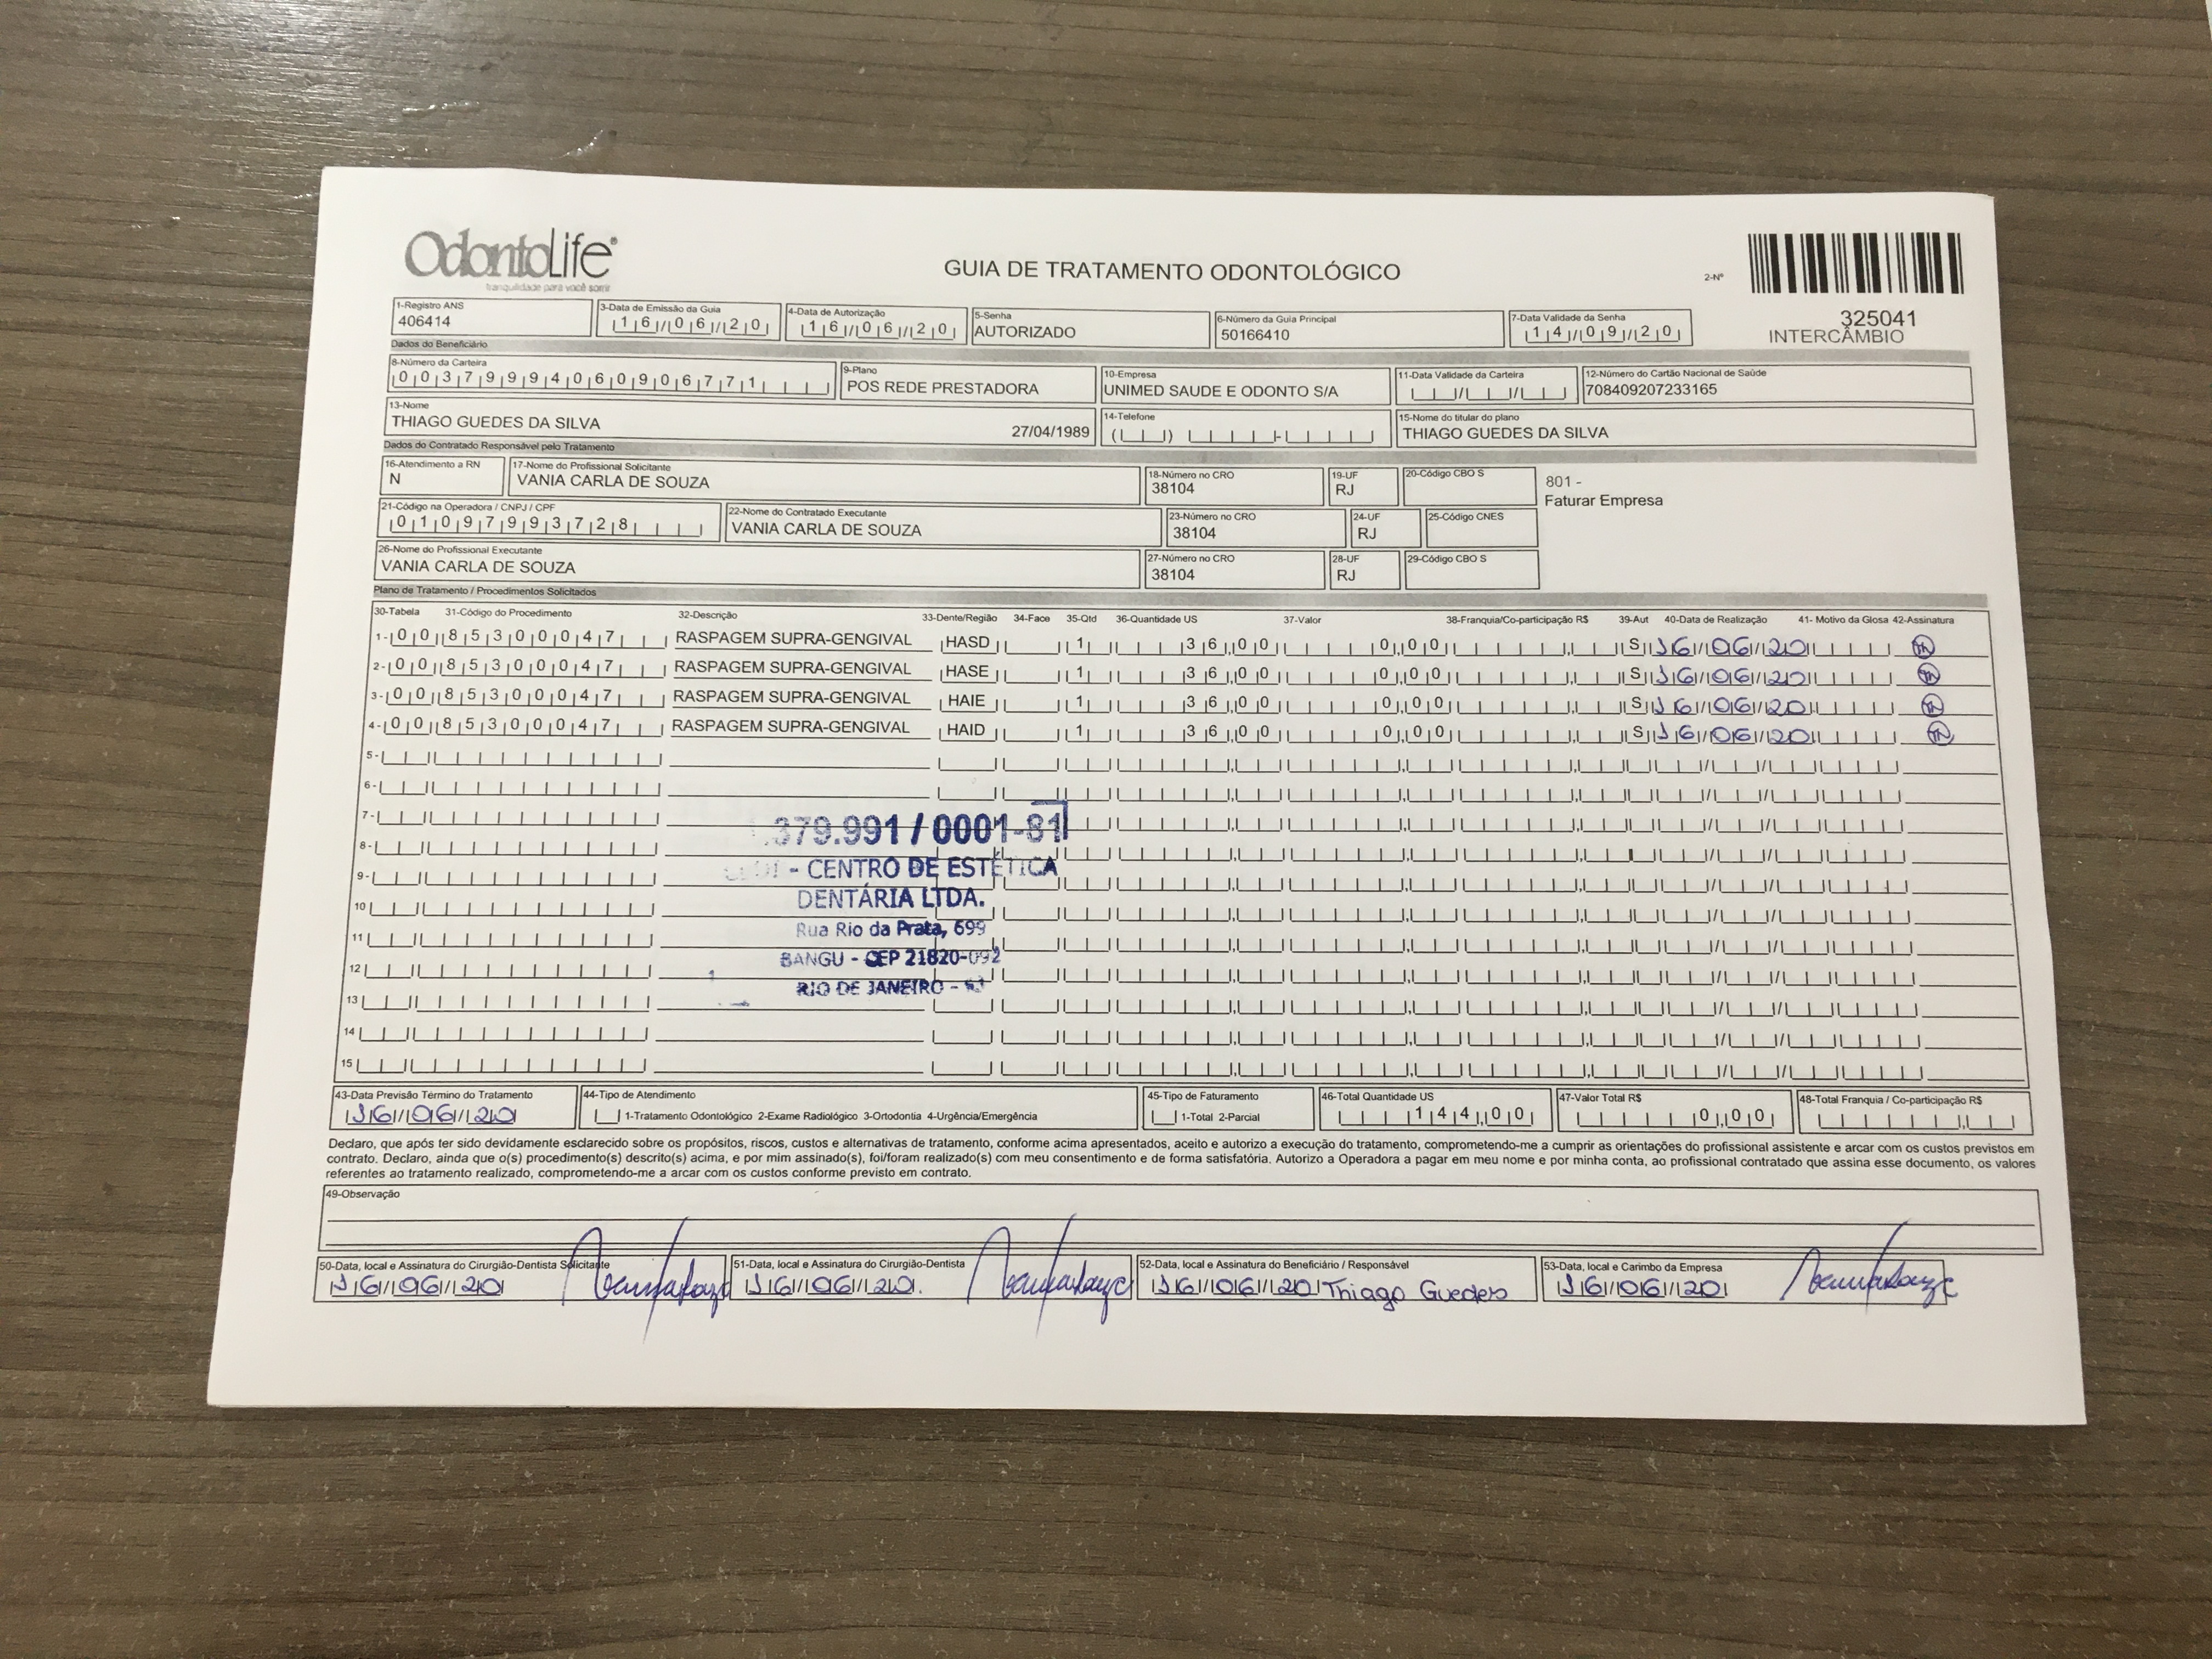 OdontoLife®
tranquilidade para você sorrir
GUIA DE TRATAMENTO ODONTOLÓGICO
2-Nº
325041
INTERCÂMBIO
1-Registro ANS
406414
3-Data de Emissão da Guia
16/06/20
4-Data de Autorização
16/06/20
5-Senha
AUTORIZADO
6-Número da Guia Principal
50166410
7-Data Validade da Senha
14/09/20
Dados do Beneficiário
8-Número da Carteira
00379994060906771
9-Plano
POS REDE PRESTADORA
10-Empresa
UNIMED SAUDE E ODONTO S/A
11-Data Validade da Carteira
12-Número do Cartão Nacional de Saúde
708409207233165
13-Nome
THIAGO GUEDES DA SILVA 27/04/1989
14-Telefone
15-Nome do titular do plano
THIAGO GUEDES DA SILVA
Dados do Contratado Responsável pelo Tratamento
16-Atendimento a RN
N
17-Nome do Profissional Solicitante
VANIA CARLA DE SOUZA
18-Número no CRO
38104
19-UF
RJ
20-Código CBO S
801 -
Faturar Empresa
21-Código na Operadora / CNPJ / CPF
01097993728
22-Nome do Contratado Executante
VANIA CARLA DE SOUZA
23-Número no CRO
38104
24-UF
RJ
25-Código CNES
26-Nome do Profissional Executante
VANIA CARLA DE SOUZA
27-Número no CRO
38104
28-UF
RJ
29-Código CBO S
Plano de Tratamento / Procedimentos Solicitados
30-Tabela 31-Código do Procedimento 32-Descrição 33-Dente/Região 34-Face 35-Qtd 36-Quantidade US 37-Valor 38-Franquia/Co-participação R$ 39-Aut 40-Data de Realização 41- Motivo da Glosa 42-Assinatura
1- 00 85300047 RASPAGEM SUPRA-GENGIVAL HASD 1 36,00 0,00 S 16/06/20
2- 00 85300047 RASPAGEM SUPRA-GENGIVAL HASE 1 36,00 0,00 S 16/06/20
3- 00 85300047 RASPAGEM SUPRA-GENGIVAL HAIE 1 36,00 0,00 S 16/06/20
4- 00 85300047 RASPAGEM SUPRA-GENGIVAL HAID 1 36,00 0,00 S 16/06/20
5-
6-
7-
8-
9-
10
11
12
13
14
15
.379.991/0001-81
- CENTRO DE ESTÉTICA
DENTÁRIA LTDA.
Rua Rio da Prata, 699
BANGU - CEP 21820-092
RIO DE JANEIRO - RJ
43-Data Previsão Término do Tratamento
16/06/20
44-Tipo de Atendimento
1-Tratamento Odontológico 2-Exame Radiológico 3-Ortodontia 4-Urgência/Emergência
45-Tipo de Faturamento
1-Total 2-Parcial
46-Total Quantidade US
144,00
47-Valor Total R$
0,00
48-Total Franquia / Co-participação R$
Declaro, que após ter sido devidamente esclarecido sobre os propósitos, riscos, custos e alternativas de tratamento, conforme acima apresentados, aceito e autorizo a execução do tratamento, comprometendo-me a cumprir as orientações do profissional assistente e arcar com os custos previstos em
contrato. Declaro, ainda que o(s) procedimento(s) descrito(s) acima, e por mim assinado(s), foi/foram realizado(s) com meu consentimento e de forma satisfatória. Autorizo a Operadora a pagar em meu nome e por minha conta, ao profissional contratado que assina esse documento, os valores
referentes ao tratamento realizado, comprometendo-me a arcar com os custos conforme previsto em contrato.
49-Observação
50-Data, local e Assinatura do Cirurgião-Dentista Solicitante
16/06/20
51-Data, local e Assinatura do Cirurgião-Dentista
16/06/20
52-Data, local e Assinatura do Beneficiário / Responsável
16/06/20 Thiago Guedes
53-Data, local e Carimbo da Empresa
16/06/20